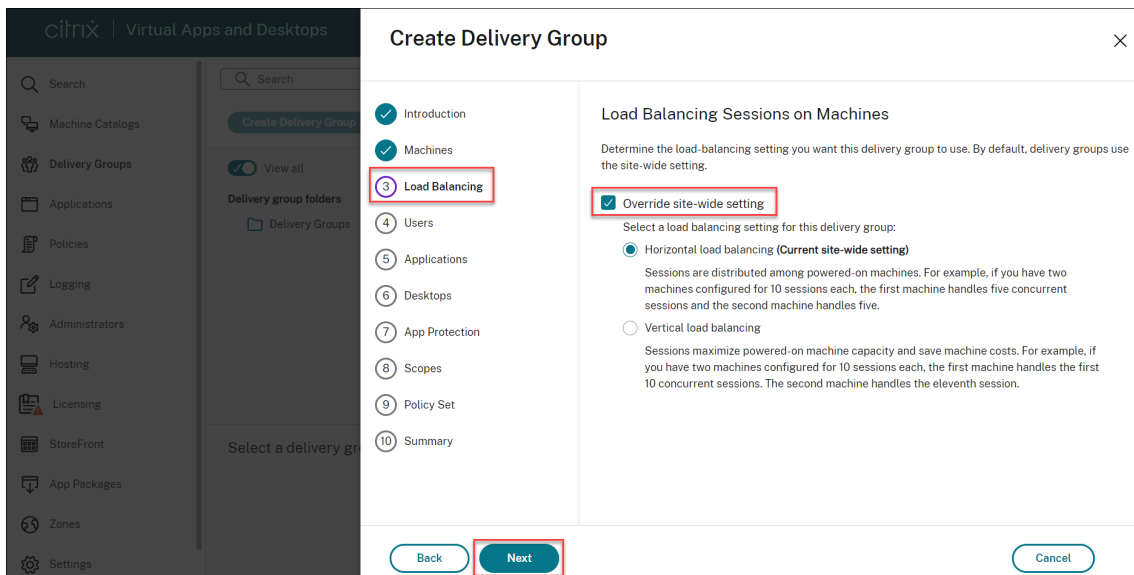 citrix | Virtual Apps and Desktops
Search
Machine Catalogs
Delivery Groups
Applications
Policies
Logging
Administrators
Hosting
Licensing
StoreFront
App Packages
Zones
Settings
Search
Create Delivery Group
View all
Delivery group folders
Delivery Groups
Select a delivery gr
Create Delivery Group
Introduction
Machines
3 Load Balancing
4 Users
5 Applications
6 Desktops
7 App Protection
8 Scopes
9 Policy Set
10 Summary
Load Balancing Sessions on Machines
Determine the load-balancing setting you want this delivery group to use. By default, delivery groups use
the site-wide setting.
Override site-wide setting
Select a load balancing setting for this delivery group:
Horizontal load balancing (Current site-wide setting)
Sessions are distributed among powered-on machines. For example, if you have two
machines configured for 10 sessions each, the first machine handles five concurrent
sessions and the second machine handles five.
Vertical load balancing
Sessions maximize powered-on machine capacity and save machine costs. For example, if
you have two machines configured for 10 sessions each, the first machine handles the first
10 concurrent sessions. The second machine handles the eleventh session.
Back
Next
Cancel